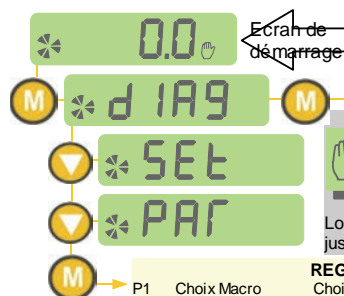 0.0
Ecran de
démarrage
M
dIAg
M
SEt
PAr
Lo
jus
M
REG
P1 Choix Macro Choi